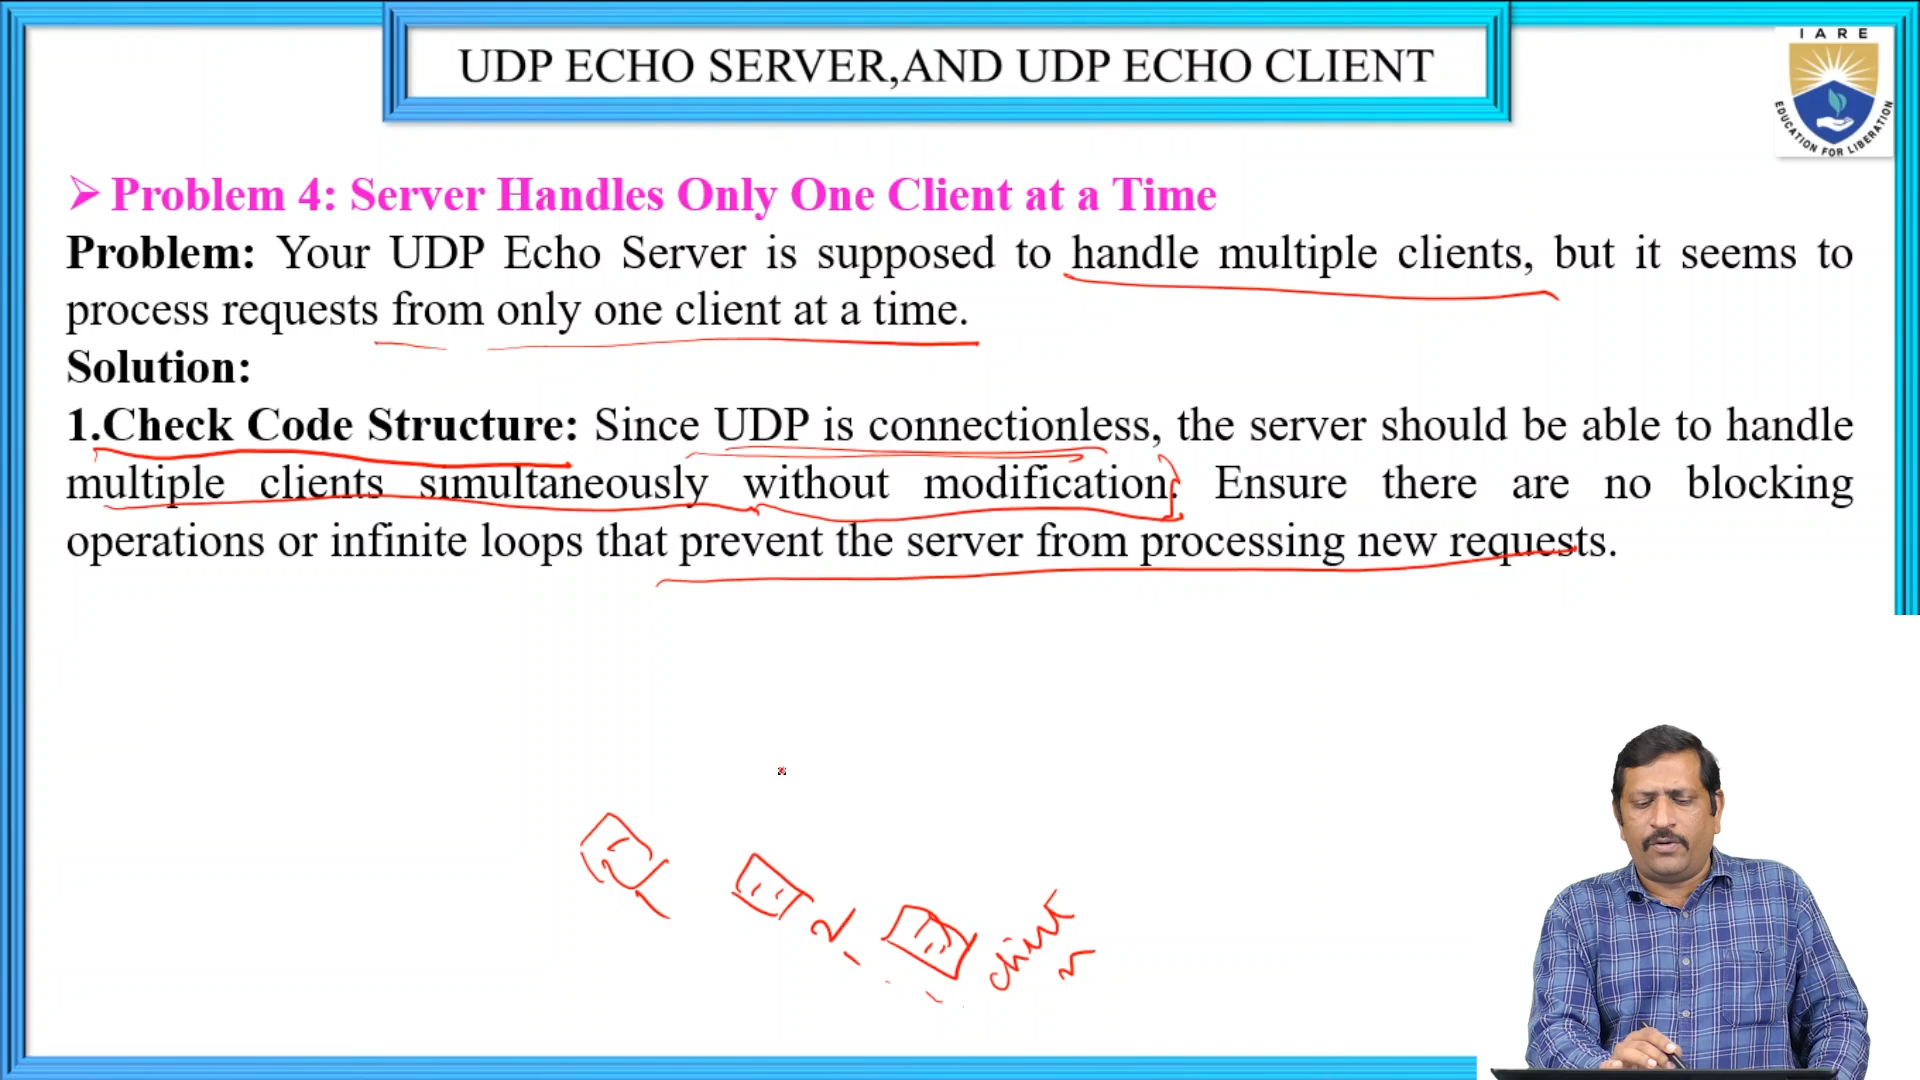 UDP ECHO SERVER,AND UDP ECHO CLIENT
IARE
EDUCATION FOR LIBERATION
➢ Problem 4: Server Handles Only One Client at a Time
Problem: Your UDP Echo Server is supposed to handle multiple clients, but it seems to
process requests from only one client at a time.
Solution:
1.Check Code Structure: Since UDP is connectionless, the server should be able to handle
multiple clients simultaneously without modification. Ensure there are no blocking
operations or infinite loops that prevent the server from processing new requests.
2
client
n